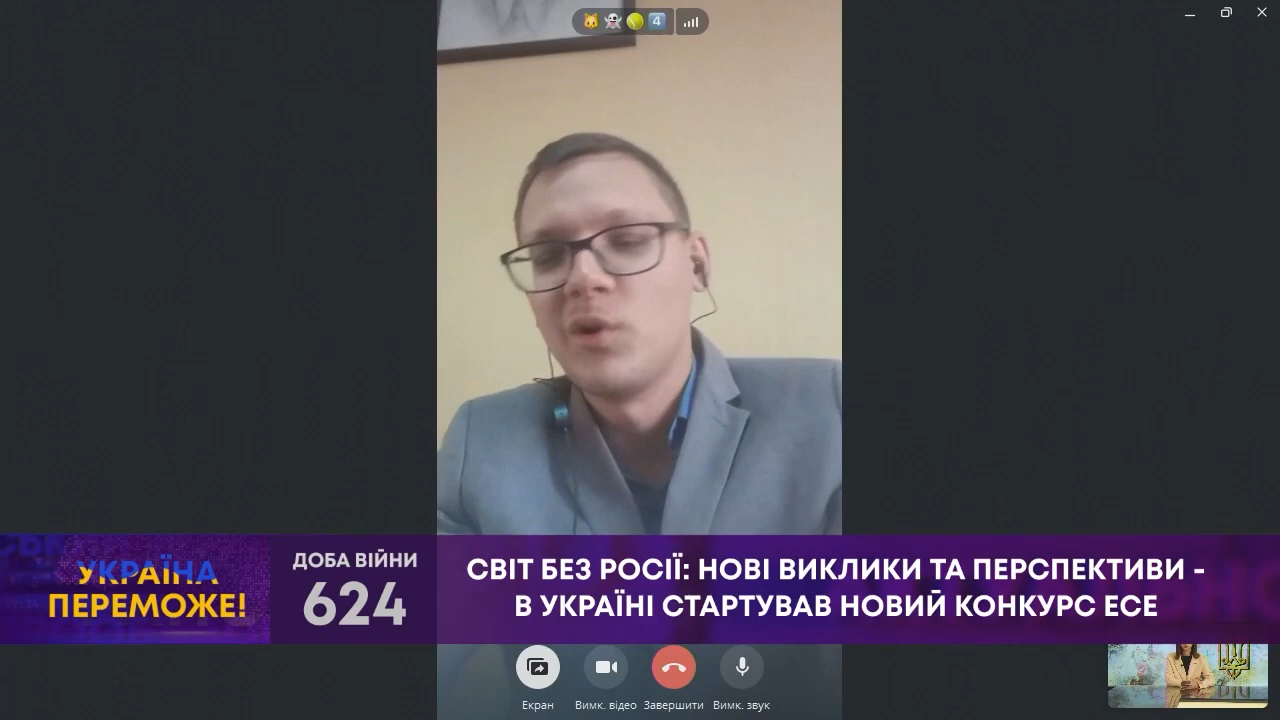 4
УКРАЇНА
ПЕРЕМОЖЕ!
ДОБА ВІЙНИ
624
СВІТ БЕЗ РОСІЇ: НОВІ ВИКЛИКИ ТА ПЕРСПЕКТИВИ -
В УКРАЇНІ СТАРТУВАВ НОВИЙ КОНКУРС ЕСЕ
Екран
Вимк. відео
Завершити
Вимк. звук